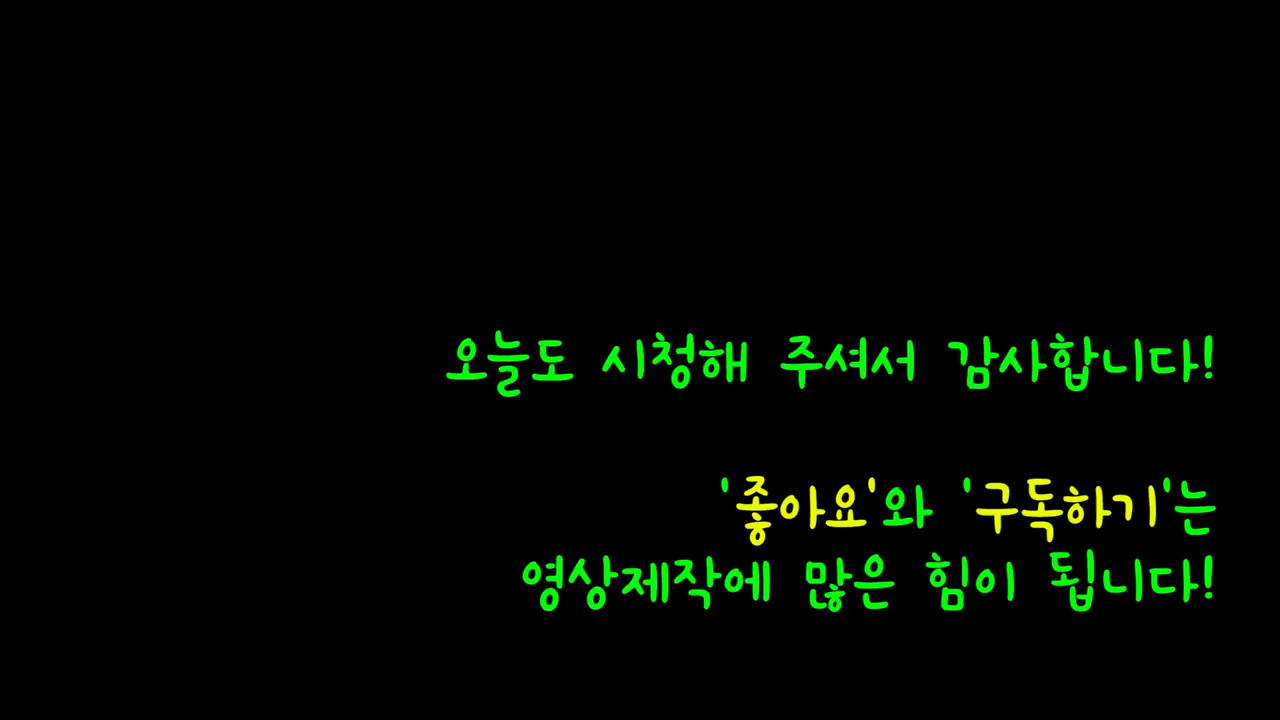 오늘도 시청해 주셔서 감사합니다!
'좋아요'와 '구독하기'는
영상제작에 많은 힘이 됩니다!